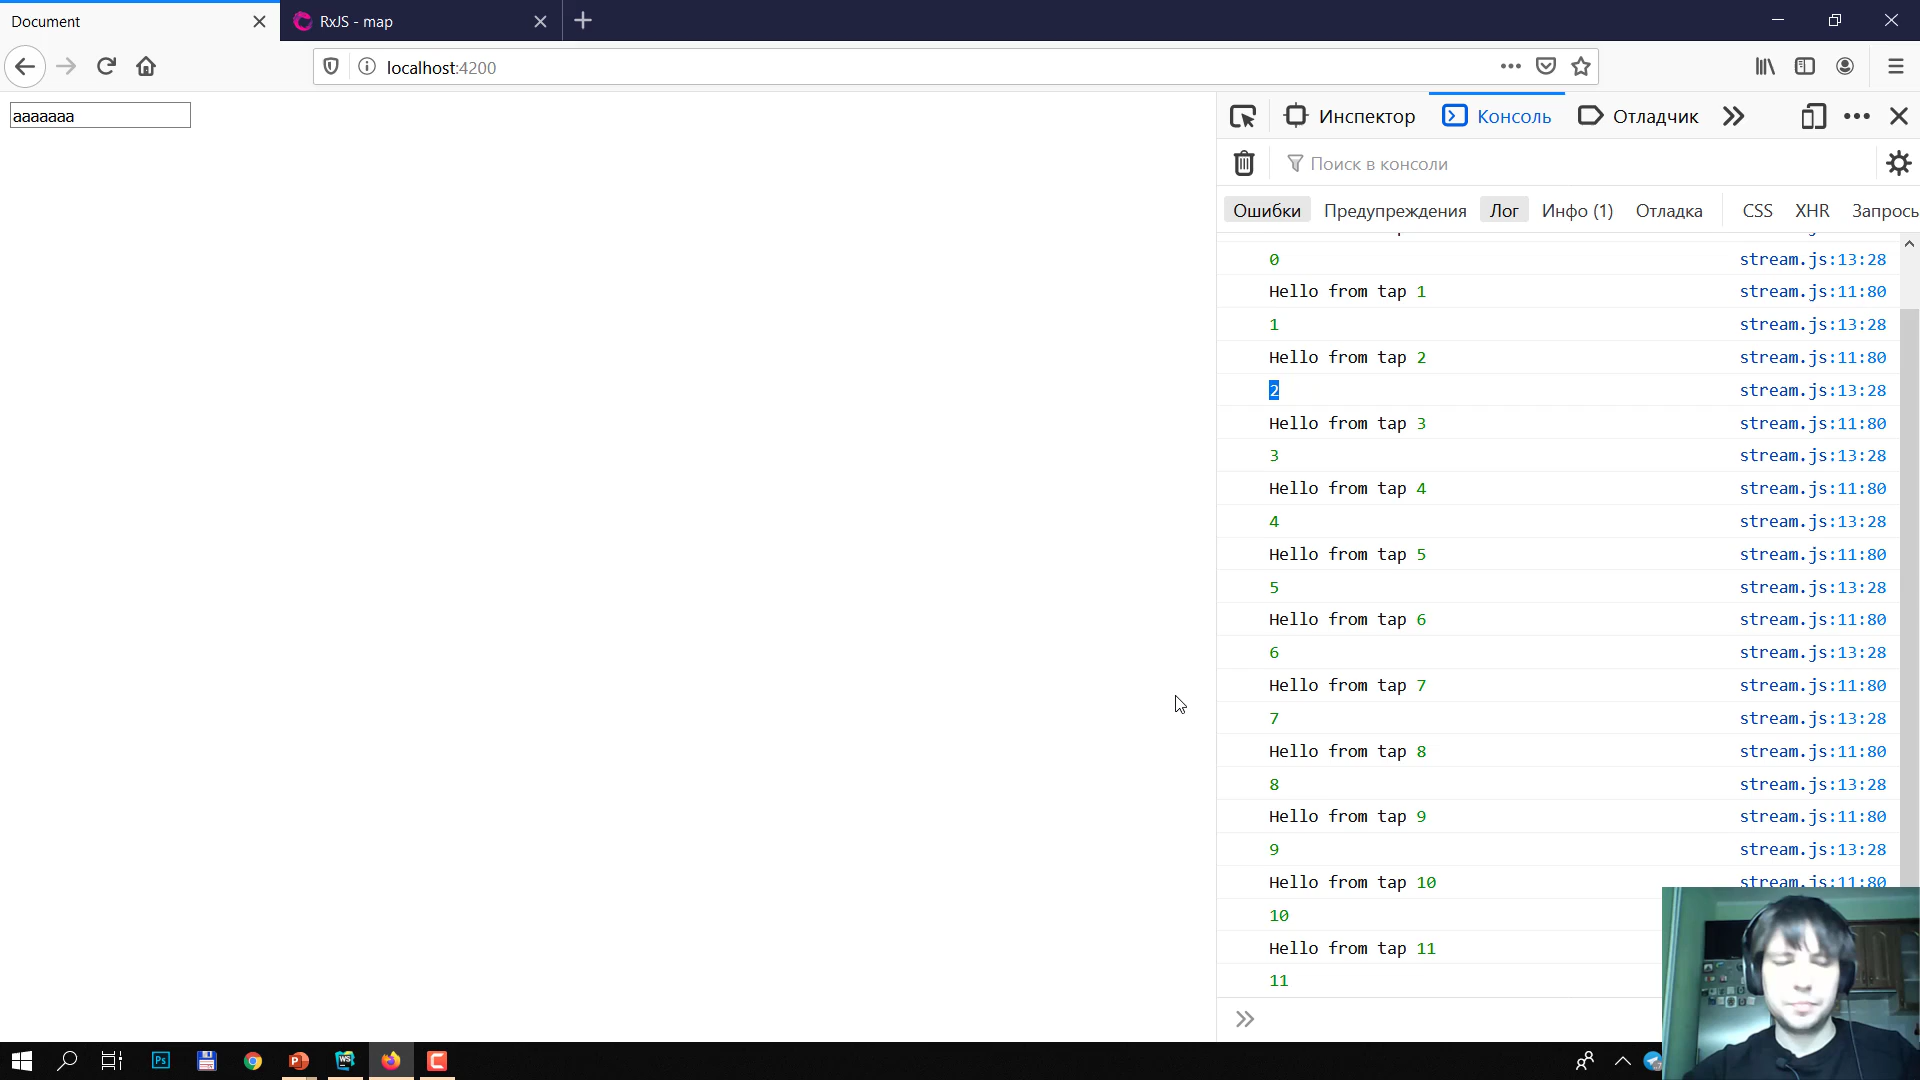 Document
RxJS - map
localhost:4200
aaaaaaa
Инспектор
Консоль
Отладчик
Поиск в консоли
Ошибки
Предупреждения
Лог
Инфо (1)
Отладка
CSS
XHR
Запросы
0 stream.js:13:28
Hello from tap 1 stream.js:11:80
1 stream.js:13:28
Hello from tap 2 stream.js:11:80
2 stream.js:13:28
Hello from tap 3 stream.js:11:80
3 stream.js:13:28
Hello from tap 4 stream.js:11:80
4 stream.js:13:28
Hello from tap 5 stream.js:11:80
5 stream.js:13:28
Hello from tap 6 stream.js:11:80
6 stream.js:13:28
Hello from tap 7 stream.js:11:80
7 stream.js:13:28
Hello from tap 8 stream.js:11:80
8 stream.js:13:28
Hello from tap 9 stream.js:11:80
9 stream.js:13:28
Hello from tap 10 stream.js:11:80
10
Hello from tap 11
11
Ps
P
WS
C